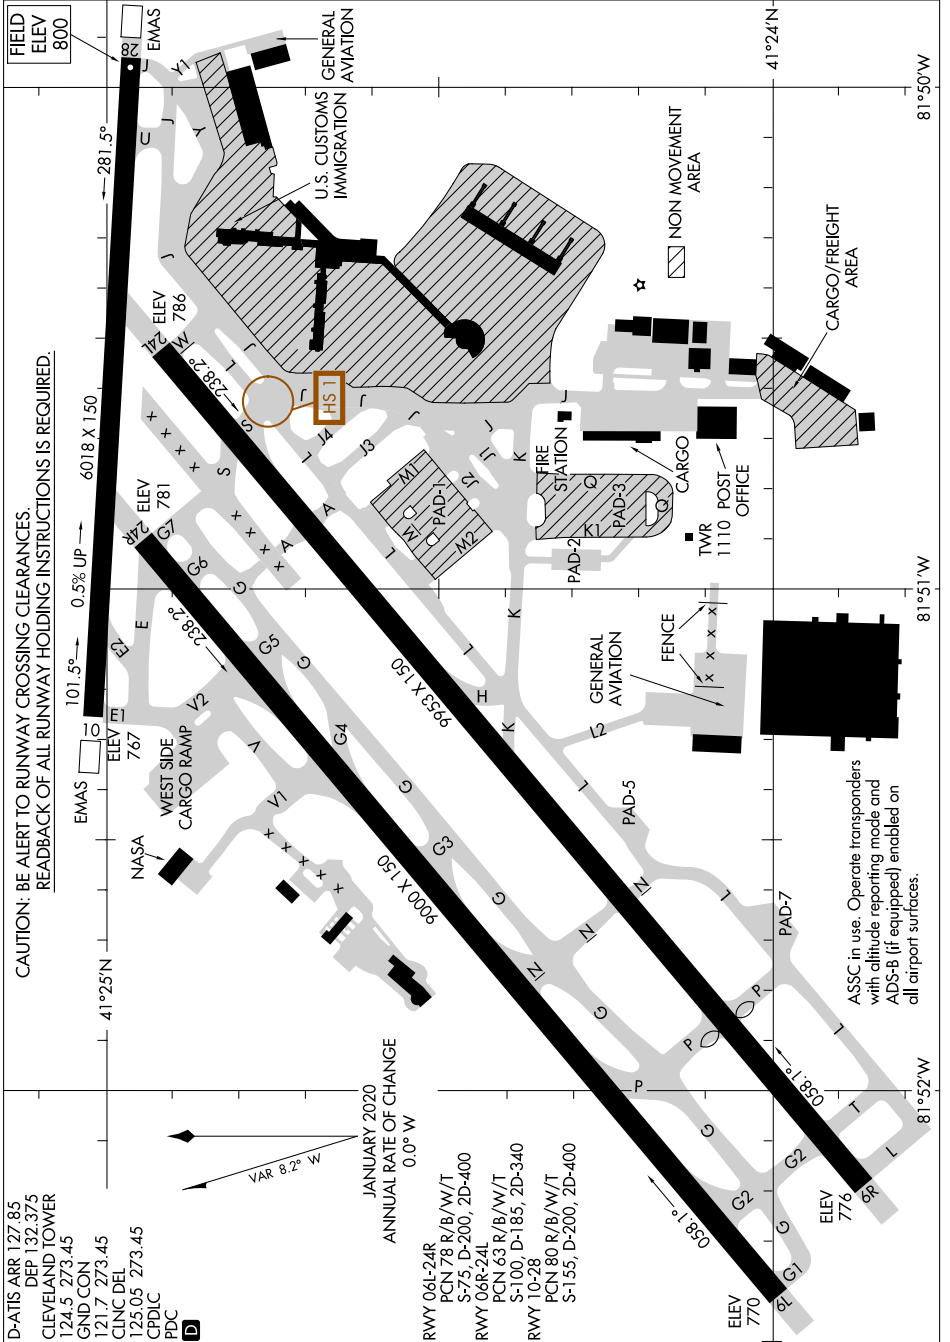 D-ATIS ARR 127.85
DEP 132.375
CLEVELAND TOWER
124.5 273.45
GND CON
121.7 273.45
CLNC DEL
125.05 273.45
CPDLC
PDC
D
CAUTION: BE ALERT TO RUNWAY CROSSING CLEARANCES.
READBACK OF ALL RUNWAY HOLDING INSTRUCTIONS IS REQUIRED.
FIELD
ELEV
800
EMAS
28
281.5°
6018 X 150
0.5% UP
101.5°
10
EMAS
ELEV
767
E1
E2
E
J
Y1
U
J
Y
J
GENERAL
AVIATION
U.S. CUSTOMS
IMMIGRATION
41°25'N
41°24'N
81°50'W
81°51'W
81°52'W
VAR 8.2° W
JANUARY 2020
ANNUAL RATE OF CHANGE
0.0° W
NASA
WEST SIDE
CARGO RAMP
V2
V
V1
ELEV
781
24R
G7
G6
G
238.2°
G5
G
G4
G
G3
G
9000 X 150
N
G
P
G
G2
G2
G
G1
058.1°
6L
ELEV
770
ELEV
786
24L
W
238.2°
L
S
S
HS 1
J
J
J
J
J
J4
J3
J2
J1
L
A
A
L
K
K
K
H
L
L2
L
L
L
L
9953 X 150
N
N
P
P
T
058.1°
6R
ELEV
776
M1
PAD-1
M
M2
FIRE
STATION
Q
PAD-3
Q
K1
PAD-2
CARGO
POST
OFFICE
TWR
1110
NON MOVEMENT
AREA
CARGO/FREIGHT
AREA
FENCE
GENERAL
AVIATION
PAD-5
PAD-7
ASSC in use. Operate transponders
with altitude reporting mode and
ADS-B (if equipped) enabled on
all airport surfaces.
RWY 06L-24R
PCN 78 R/B/W/T
S-75, D-200, 2D-400
RWY 06R-24L
PCN 63 R/B/W/T
S-100, D-185, 2D-340
RWY 10-28
PCN 80 R/B/W/T
S-155, D-200, 2D-400